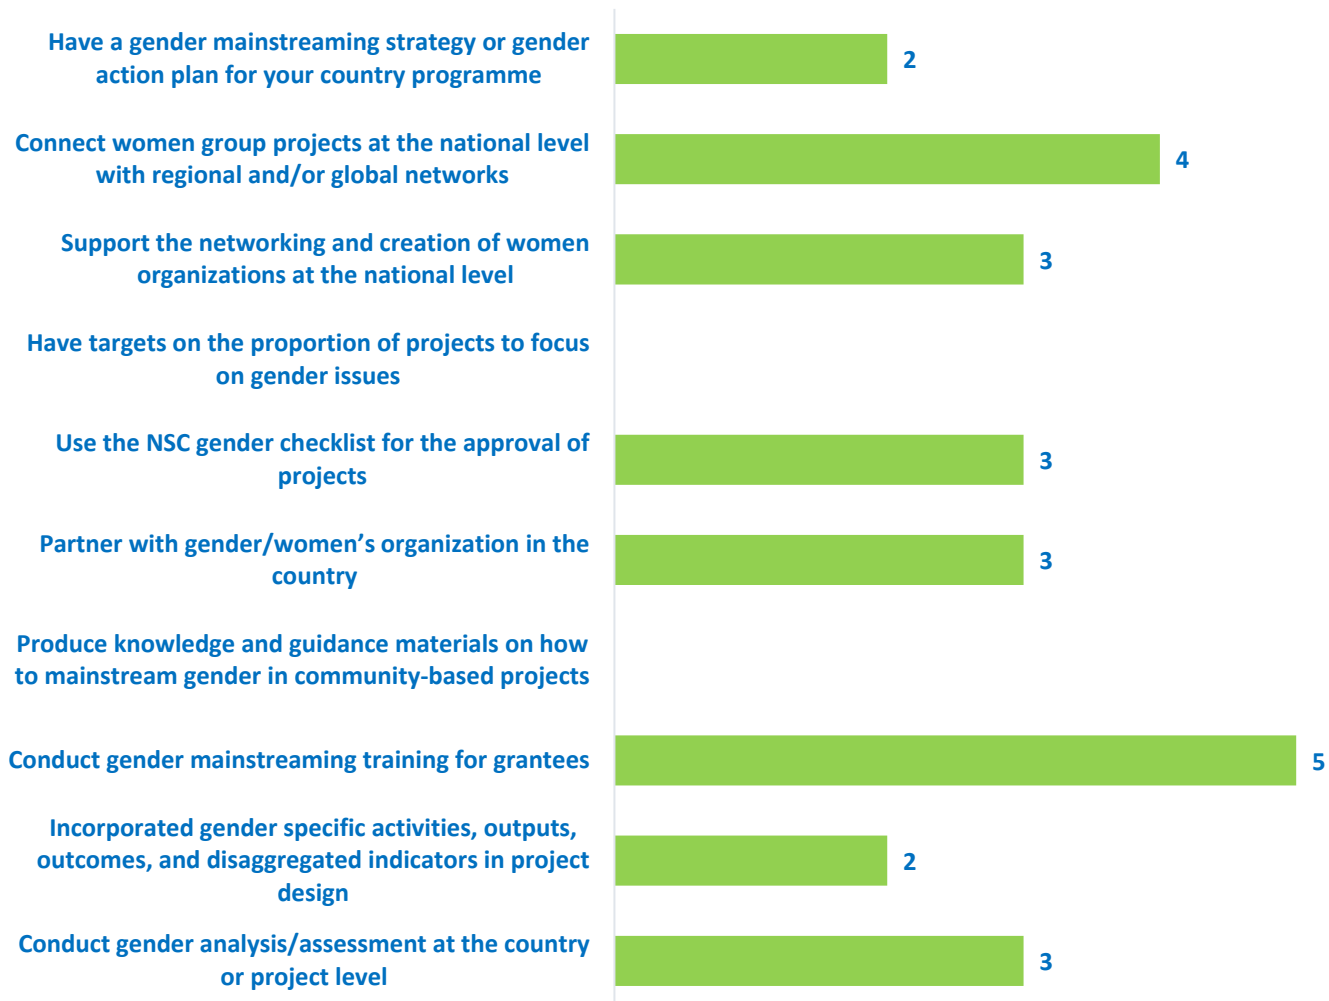 Have a gender mainstreaming strategy or gender
action plan for your country programme
2
Connect women group projects at the national level
with regional and/or global networks
4
Support the networking and creation of women
organizations at the national level
3
Have targets on the proportion of projects to focus
on gender issues
Use the NSC gender checklist for the approval of
projects
3
Partner with gender/women’s organization in the
country
3
Produce knowledge and guidance materials on how
to mainstream gender in community-based projects
Conduct gender mainstreaming training for grantees
5
Incorporated gender specific activities, outputs,
outcomes, and disaggregated indicators in project
design
2
Conduct gender analysis/assessment at the country
or project level
3